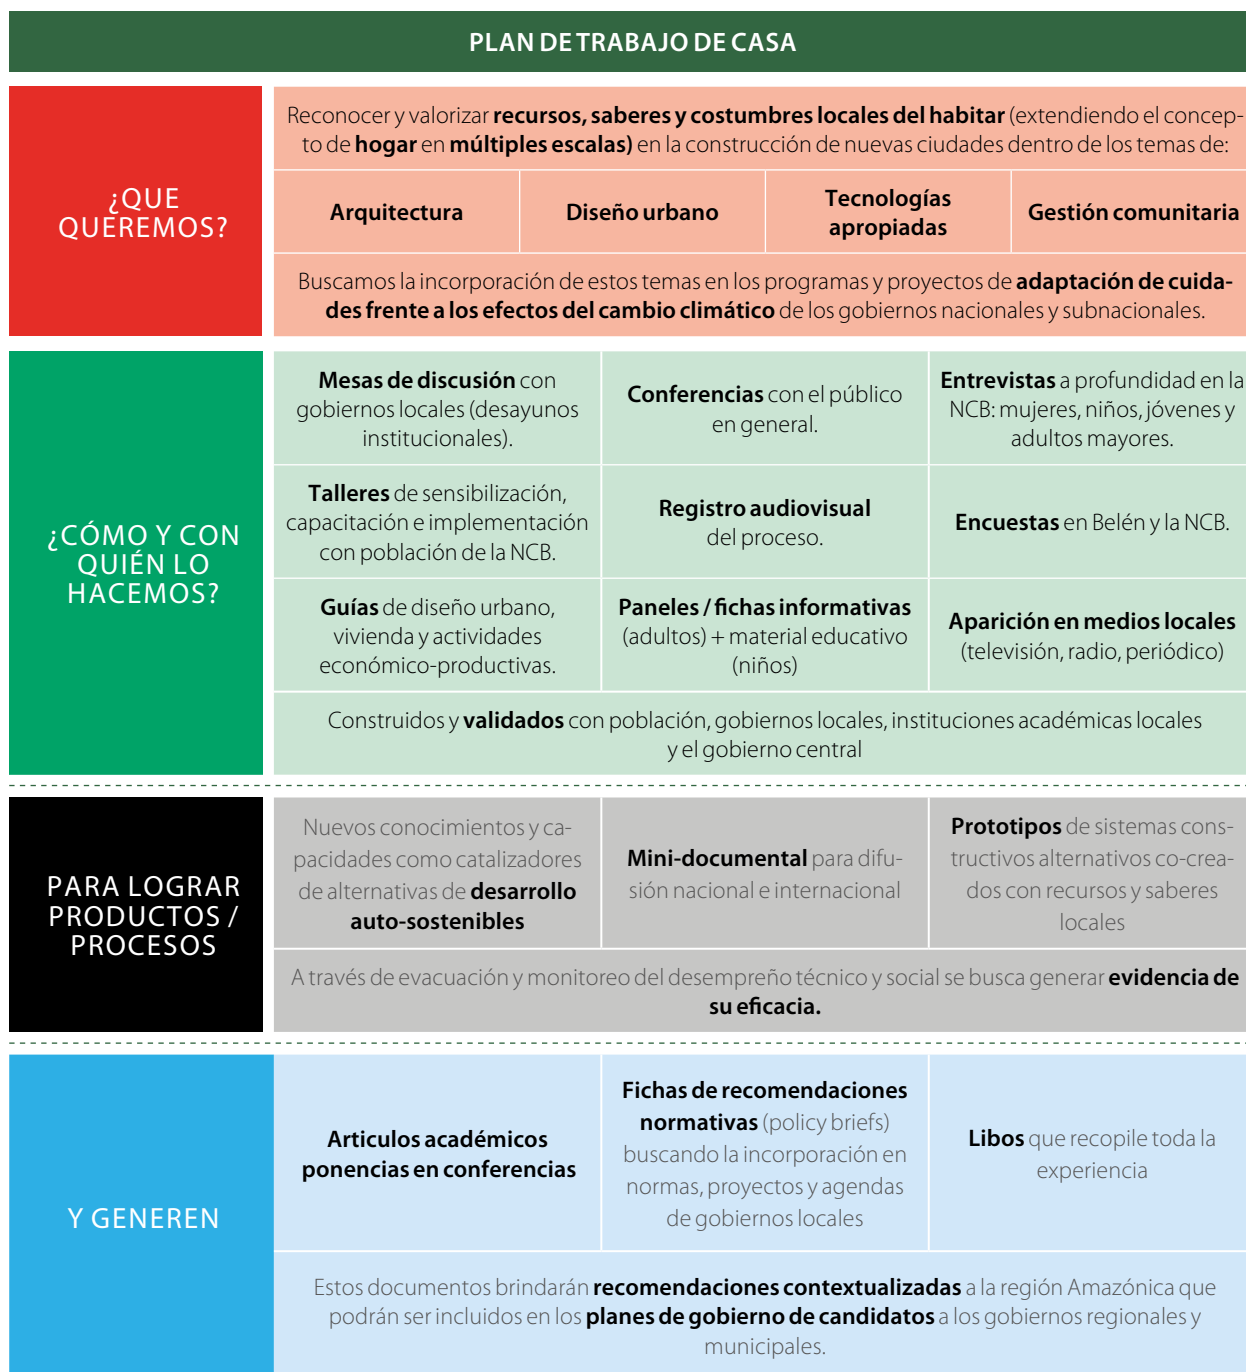 PLAN DE TRABAJO DE CASA
¿QUE
QUEREMOS?
Reconocer y valorizar recursos, saberes y costumbres locales del habitar (extendiendo el concep-
to de hogar en múltiples escalas) en la construcción de nuevas ciudades dentro de los temas de:
Arquitectura
Diseño urbano
Tecnologías
apropiadas
Gestión comunitaria
Buscamos la incorporación de estos temas en los programas y proyectos de adaptación de cuida-
des frente a los efectos del cambio climático de los gobiernos nacionales y subnacionales.
¿CÓMO Y CON
QUIÉN LO
HACEMOS?
Mesas de discusión con
gobiernos locales (desayunos
institucionales).
Conferencias con el público
en general.
Entrevistas a profundidad en la
NCB: mujeres, niños, jóvenes y
adultos mayores.
Talleres de sensibilización,
capacitación e implementación
con población de la NCB.
Registro audiovisual
del proceso.
Encuestas en Belén y la NCB.
Guías de diseño urbano,
vivienda y actividades
económico-productivas.
Paneles / fichas informativas
(adultos) + material educativo
(niños)
Aparición en medios locales
(televisión, radio, periódico)
Construidos y validados con población, gobiernos locales, instituciones académicas locales
y el gobierno central
PARA LOGRAR
PRODUCTOS /
PROCESOS
Nuevos conocimientos y ca-
pacidades como catalizadores
de alternativas de desarrollo
auto-sostenibles
Mini-documental para difu-
sión nacional e internacional
Prototipos de sistemas cons-
tructivos alternativos co-crea-
dos con recursos y saberes
locales
A través de evacuación y monitoreo del desempreño técnico y social se busca generar evidencia de
su eficacia.
Y GENEREN
Articulos académicos
ponencias en conferencias
Fichas de recomendaciones
normativas (policy briefs)
buscando la incorporación en
normas, proyectos y agendas
de gobiernos locales
Libos que recopile toda la
experiencia
Estos documentos brindarán recomendaciones contextualizadas a la región Amazónica que
podrán ser incluidos en los planes de gobierno de candidatos a los gobiernos regionales y
municipales.